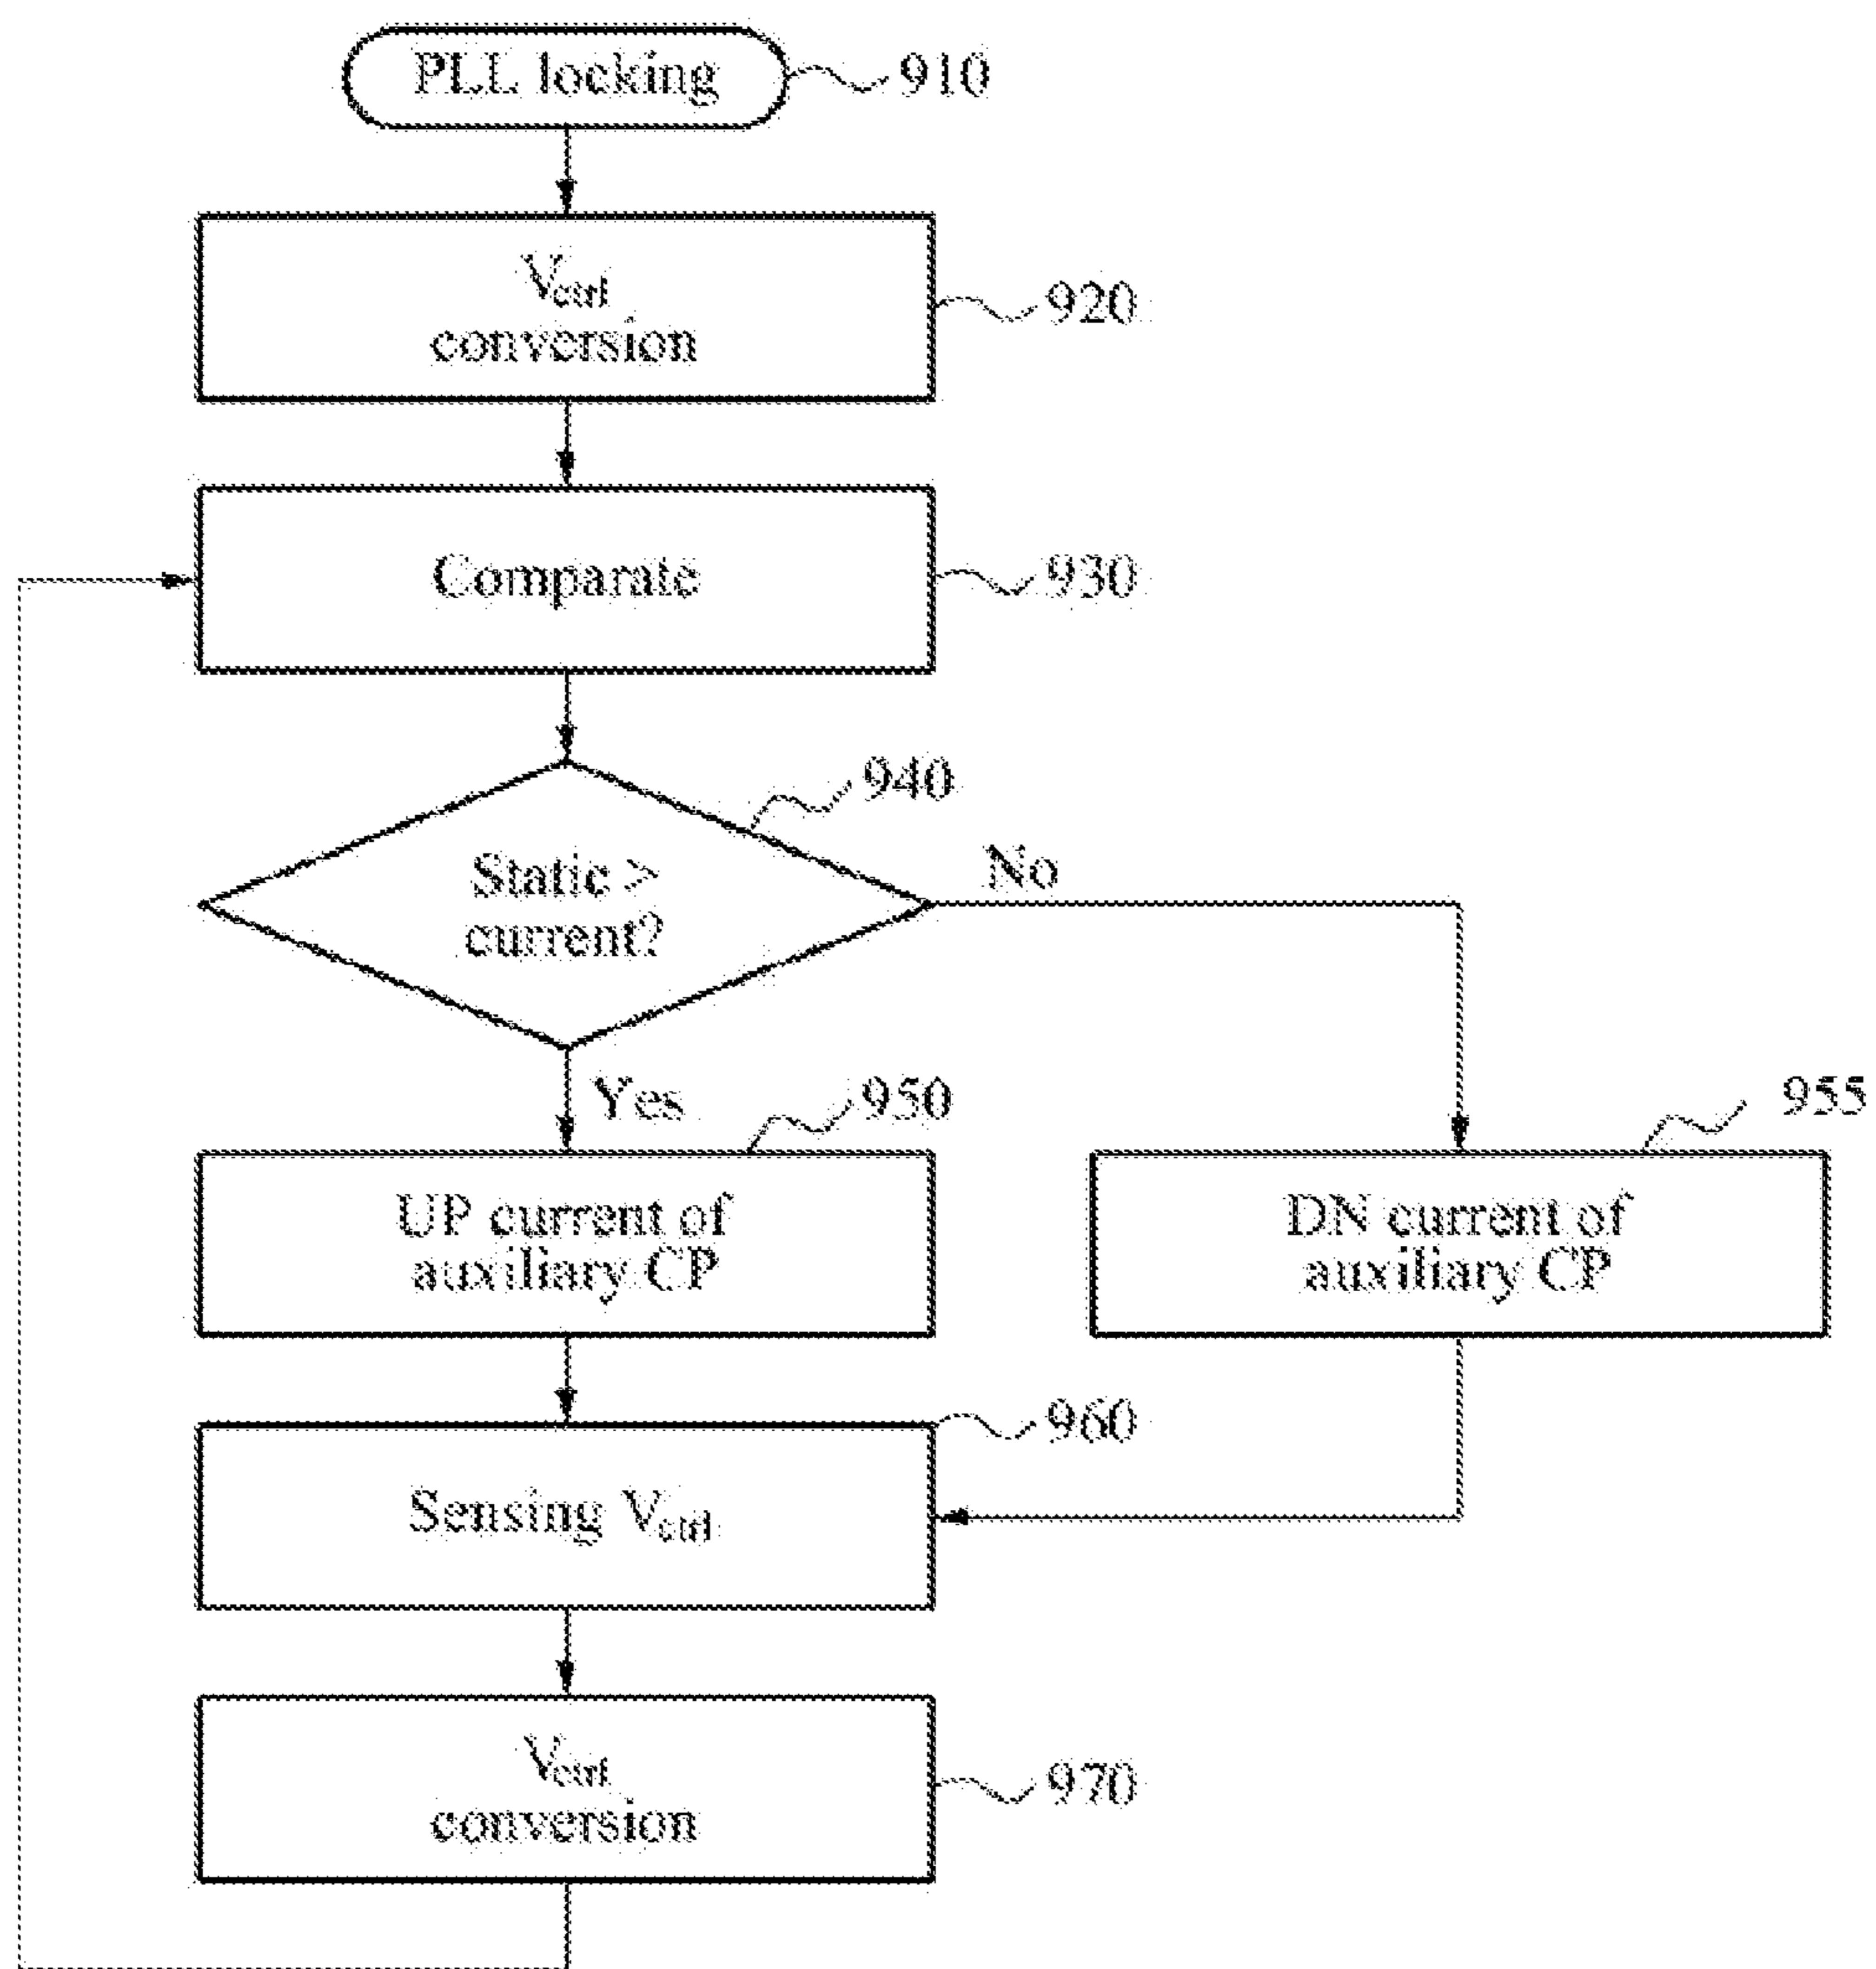 PLL locking
910
Vctrl
conversion
920
Comparate
930
940
Static >
current?
No
Yes
950
955
UP current of
auxiliary CP
DN current of
auxiliary CP
960
Sensing Vctrl
Vctrl
conversion
970